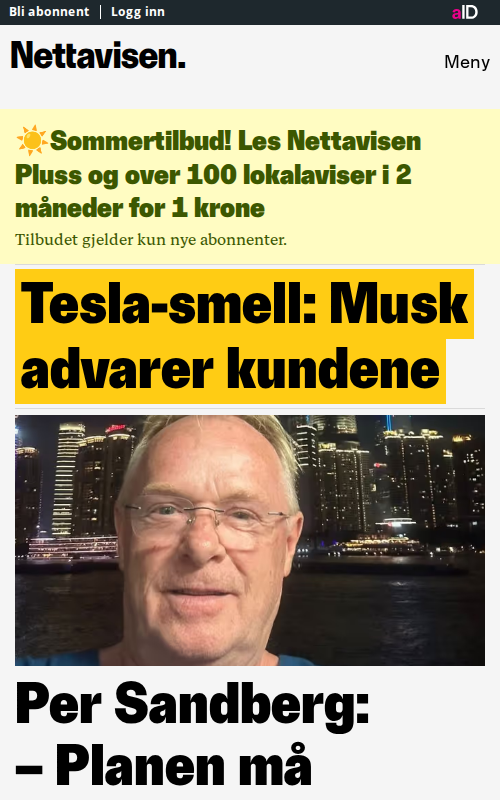 Bli abonnent | Logg inn
aID
Nettavisen.
Meny
☀️Sommertilbud! Les Nettavisen
Pluss og over 100 lokalaviser i 2
måneder for 1 krone
Tilbudet gjelder kun nye abonnenter.
Tesla-smell: Musk
advarer kundene
Per Sandberg:
– Planen må